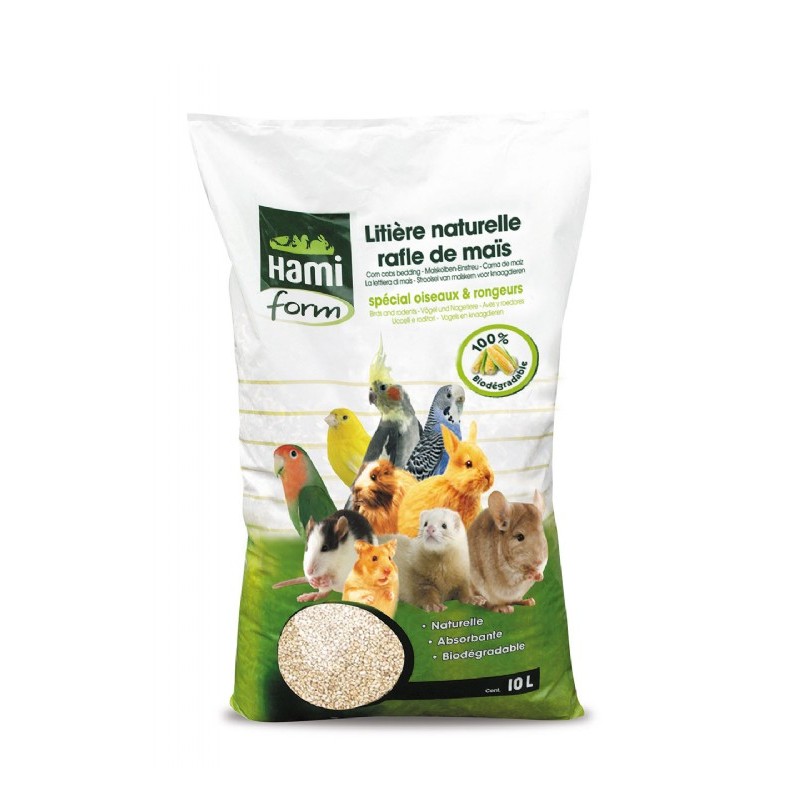 Hami
form
Litière naturelle
rafle de maïs
Corn cobs bedding - Maiskolben-Einstreu - Cama de maiz
La lettiera di mais - Strooisel van maïskern voor knaagdieren
spécial oiseaux & rongeurs
Birds and rodents - Vögel und Nagetiere - Aves y roedores
Uccelli e roditori - Vogels en knaagdieren
100%
Biodégradable
• Naturelle
• Absorbante
• Biodégradable
Cont. 10 L